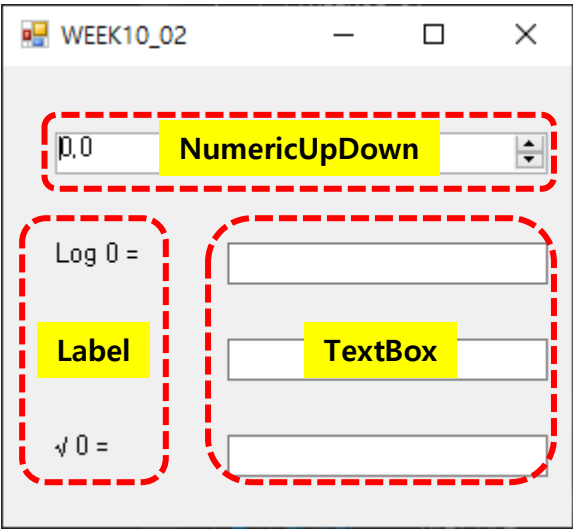 WEEK10_02
0,0 NumericUpDown
Log 0 =
Label TextBox
√ 0 =